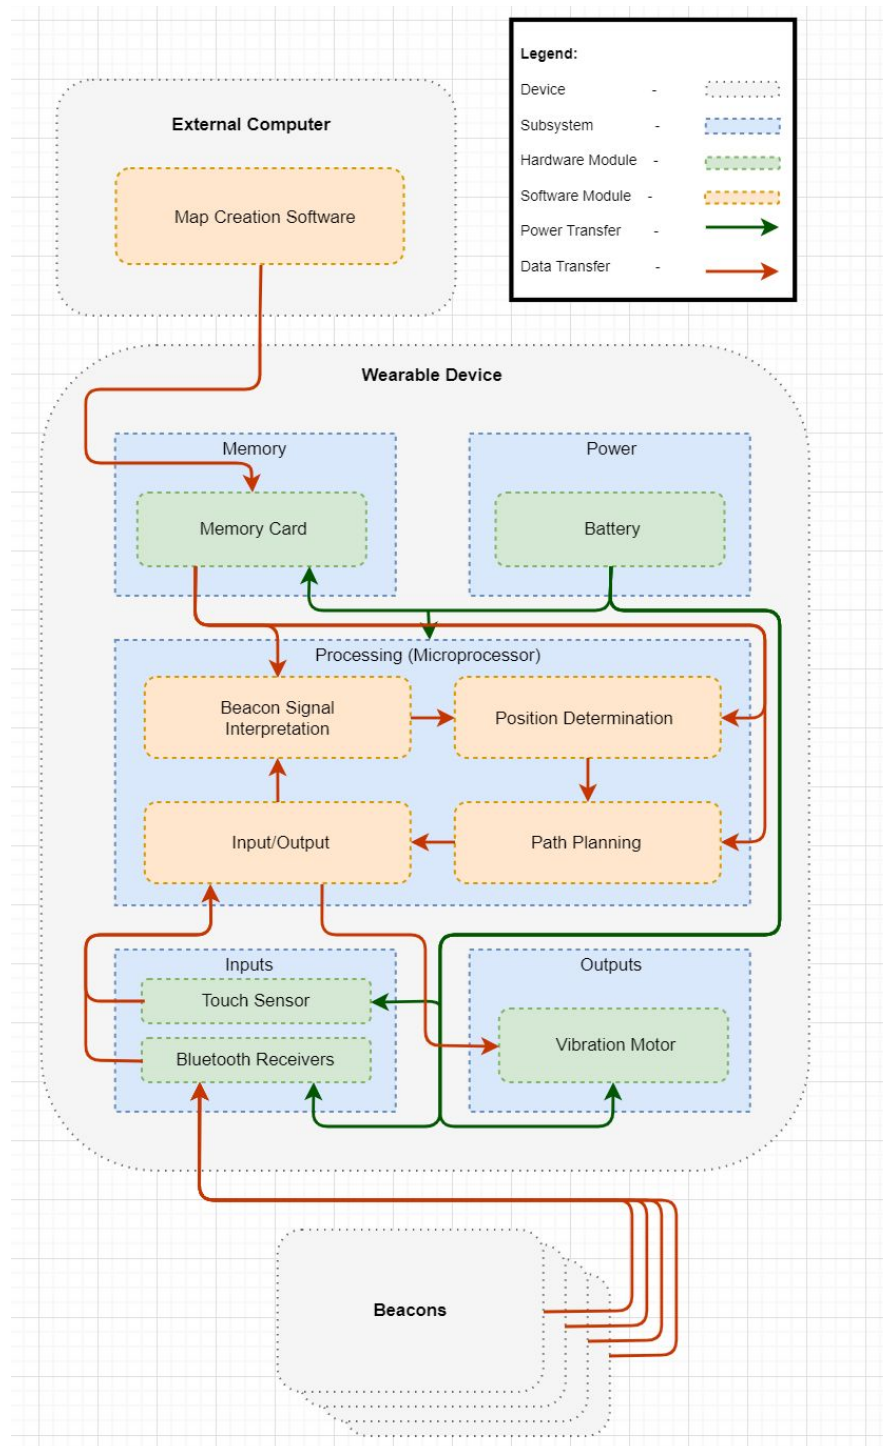 Legend:
Device -
Subsystem -
Hardware Module -
Software Module -
Power Transfer -
Data Transfer -
External Computer
Map Creation Software
Wearable Device
Memory
Memory Card
Power
Battery
Processing (Microprocessor)
Beacon Signal
Interpretation
Position Determination
Input/Output
Path Planning
Inputs
Touch Sensor
Bluetooth Receivers
Outputs
Vibration Motor
Beacons